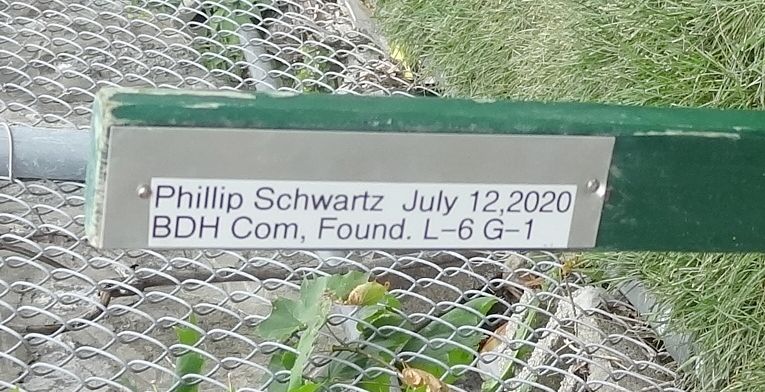 Phillip Schwartz July 12,2020
BDH Com, Found. L-6 G-1